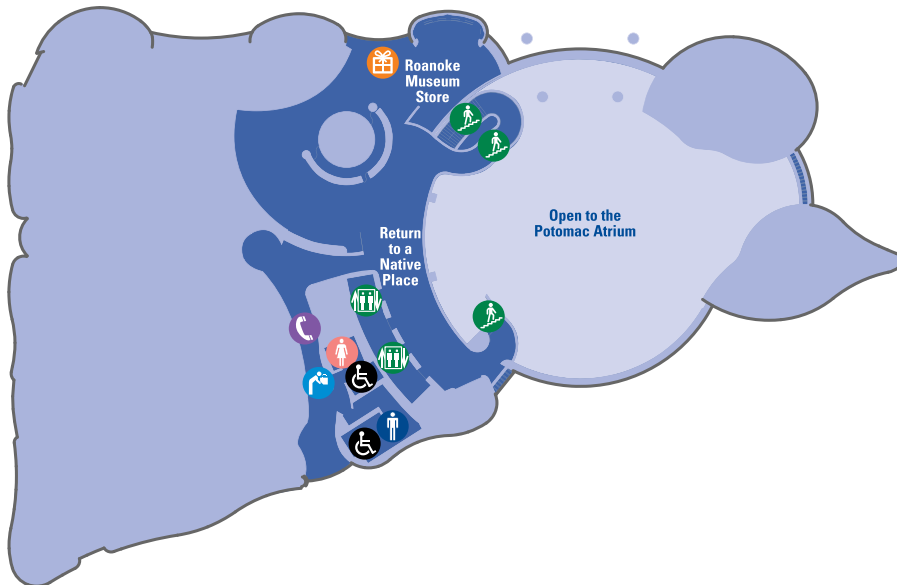 Roanoke
Museum
Store
Open to the
Potomac Atrium
Return
to a
Native
Place